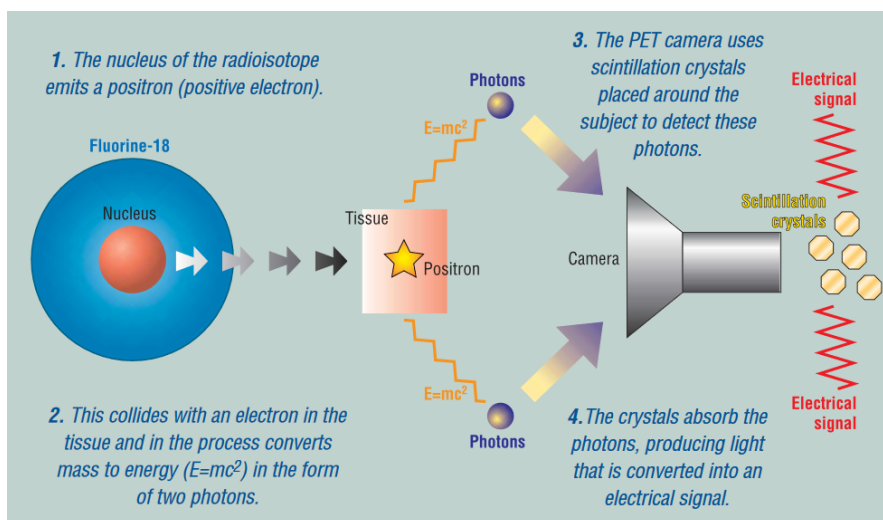 1. The nucleus of the radioisotope
emits a positron (positive electron).
Fluorine-18
Nucleus
2. This collides with an electron in the
tissue and in the process converts
mass to energy (E=mc²) in the form
of two photons.
Tissue
Positron
Photons
E=mc²
E=mc²
Photons
3. The PET camera uses
scintillation crystals
placed around the
subject to detect these
photons.
Camera
4.The crystals absorb the
photons, producing light
that is converted into an
electrical signal.
Electrical
signal
Scintillation
crystals
Electrical
signal